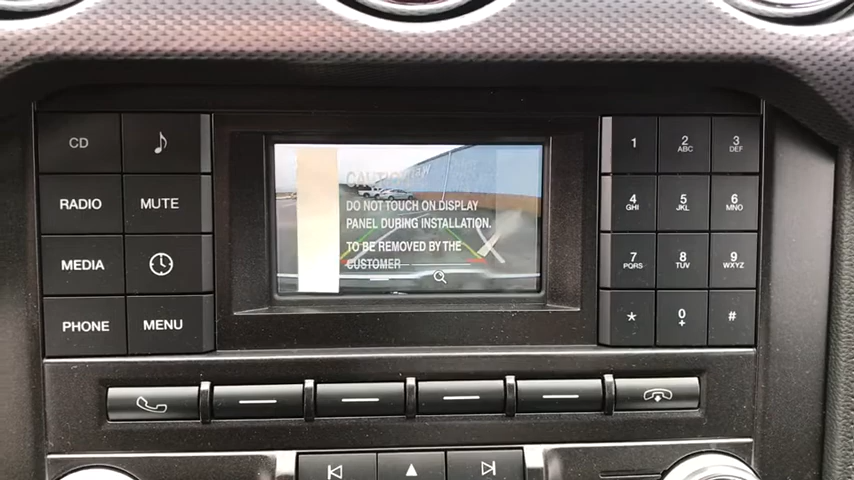 CD
1
2 ABC
3 DEF
CAUTION
DO NOT TOUCH ON DISPLAY
PANEL DURING INSTALLATION.
TO BE REMOVED BY THE
CUSTOMER
RADIO
MUTE
4 GHI
5 JKL
6 MNO
MEDIA
7 PQRS
8 TUV
9 WXYZ
PHONE
MENU
*
0 +
#